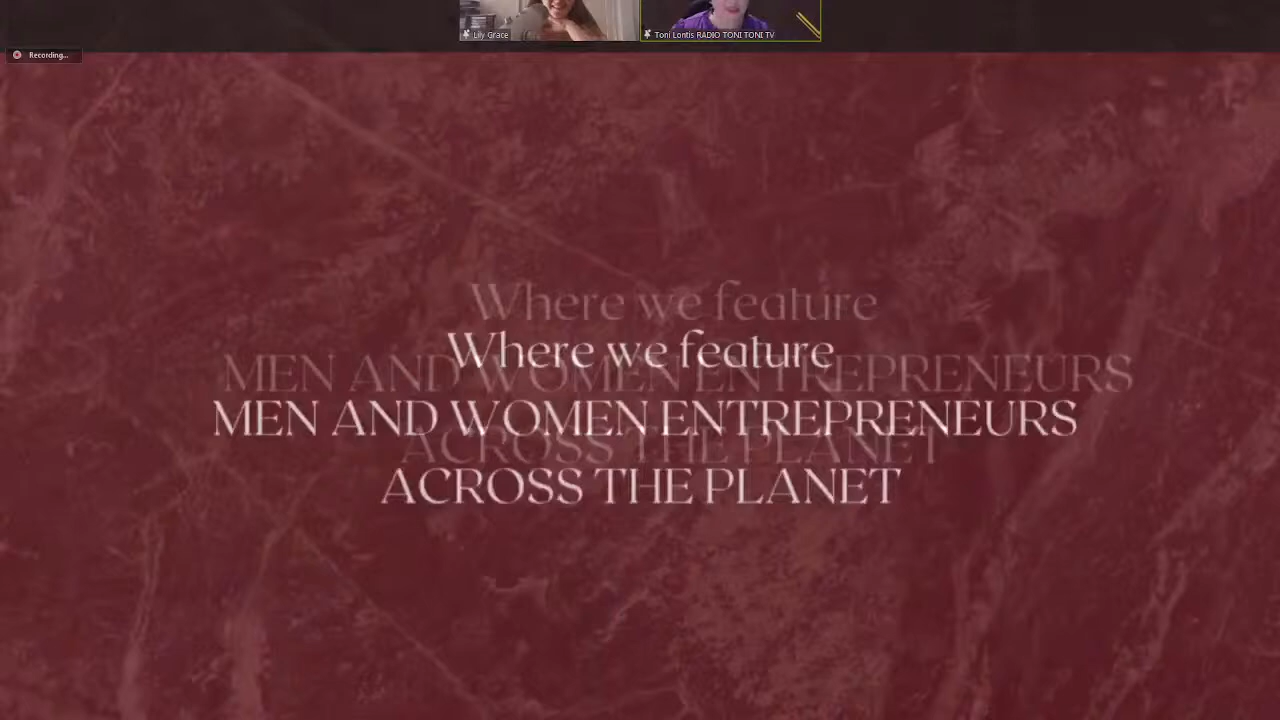 Lily Grace
Toni Lontis RADIO TONI TONI TV
Recording...
Where we feature
Where we feature
MEN AND WOMEN ENTREPRENEURS
MEN AND WOMEN ENTREPRENEURS
ACROSS THE PLANET
ACROSS THE PLANET